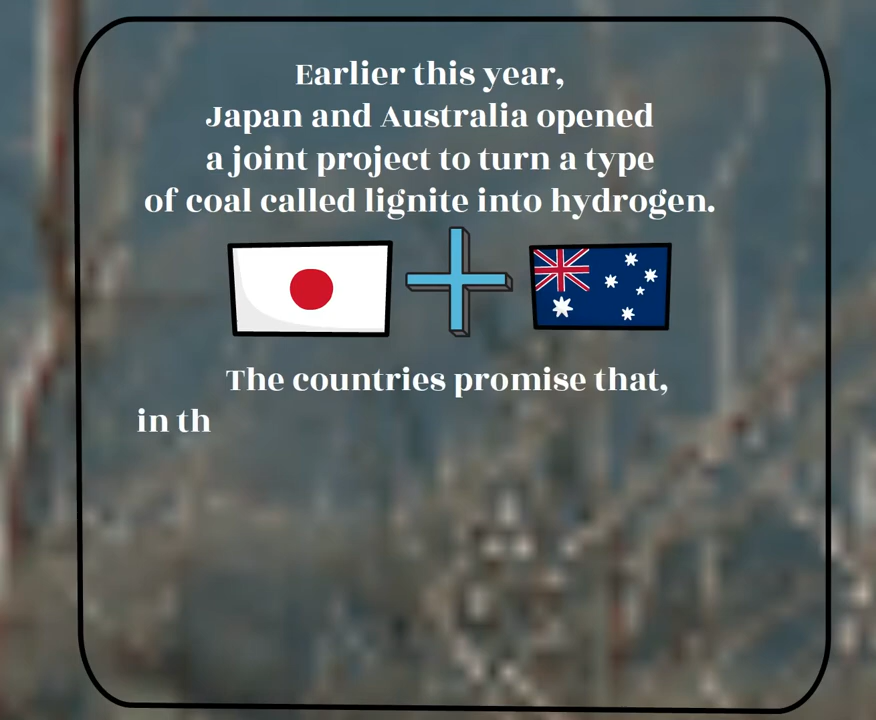 Earlier this year,
Japan and Australia opened
a joint project to turn a type
of coal called lignite into hydrogen.
The countries promise that,
in th